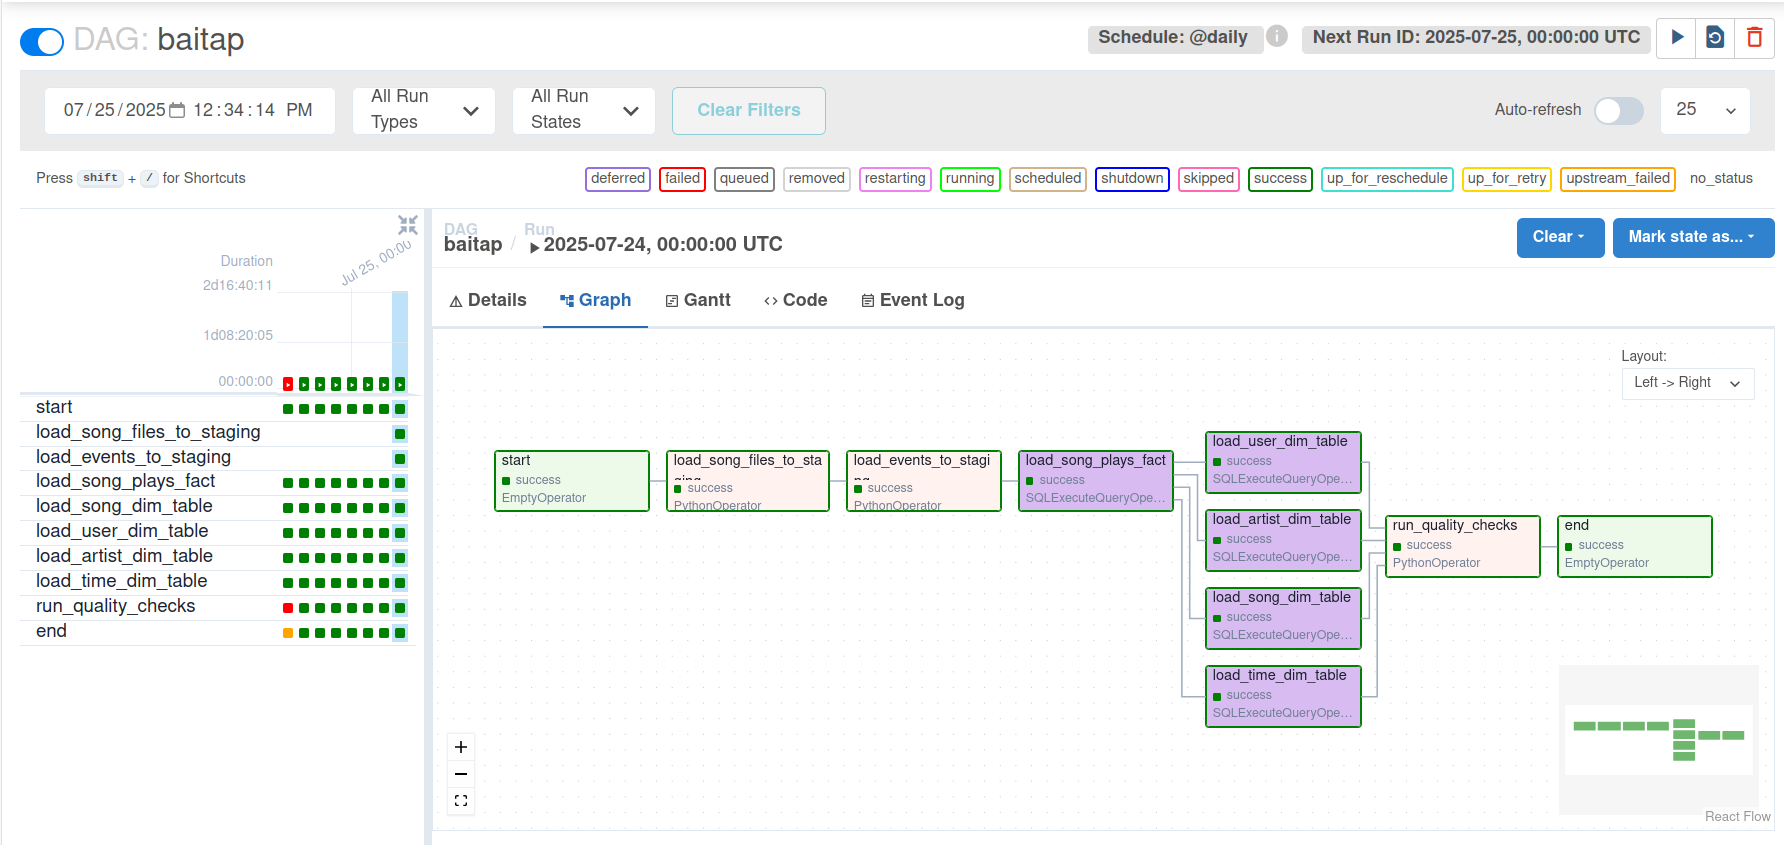 DAG: baitap
Schedule: @daily
Next Run ID: 2025-07-25, 00:00:00 UTC
07/25/2025 12:34:14 PM
All Run Types
All Run States
Clear Filters
Auto-refresh
25
Press shift + / for Shortcuts
deferred failed queued removed restarting running scheduled shutdown skipped success up_for_reschedule up_for_retry upstream_failed no_status
Jul 25, 00:00
Duration
2d16:40:11
1d08:20:05
00:00:00
start
load_song_files_to_staging
load_events_to_staging
load_song_plays_fact
load_song_dim_table
load_user_dim_table
load_artist_dim_table
load_time_dim_table
run_quality_checks
end
DAG
baitap
/
Run
2025-07-24, 00:00:00 UTC
Clear
Mark state as...
Details
Graph
Gantt
Code
Event Log
Layout:
Left -> Right
start
success
EmptyOperator
load_song_files_to_sta
ging
success
PythonOperator
load_events_to_stagi
ng
success
PythonOperator
load_song_plays_fact
success
SQLExecuteQueryOpe...
load_user_dim_table
success
SQLExecuteQueryOpe...
load_artist_dim_table
success
SQLExecuteQueryOpe...
load_song_dim_table
success
SQLExecuteQueryOpe...
load_time_dim_table
success
SQLExecuteQueryOpe...
run_quality_checks
success
PythonOperator
end
success
EmptyOperator
React Flow